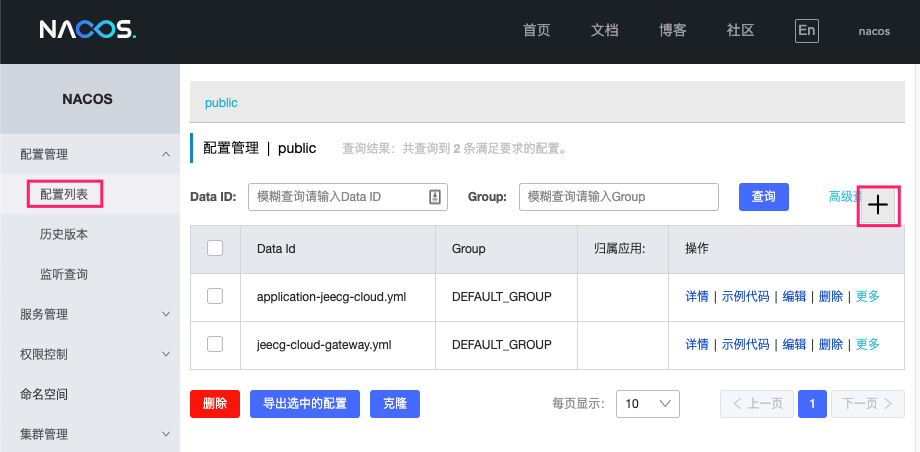 NACOS.
首页 文档 博客 社区 En nacos
NACOS
配置管理
配置列表
历史版本
监听查询
服务管理
权限控制
命名空间
集群管理
public
配置管理 | public 查询结果：共查询到 2 条满足要求的配置。
Data ID: 模糊查询请输入Data ID Group: 模糊查询请输入Group 查询 高级查
Data Id Group 归属应用: 操作
application-jeecg-cloud.yml DEFAULT_GROUP 详情 | 示例代码 | 编辑 | 删除 | 更多
jeecg-cloud-gateway.yml DEFAULT_GROUP 详情 | 示例代码 | 编辑 | 删除 | 更多
删除 导出选中的配置 克隆 每页显示: 10 上一页 1 下一页